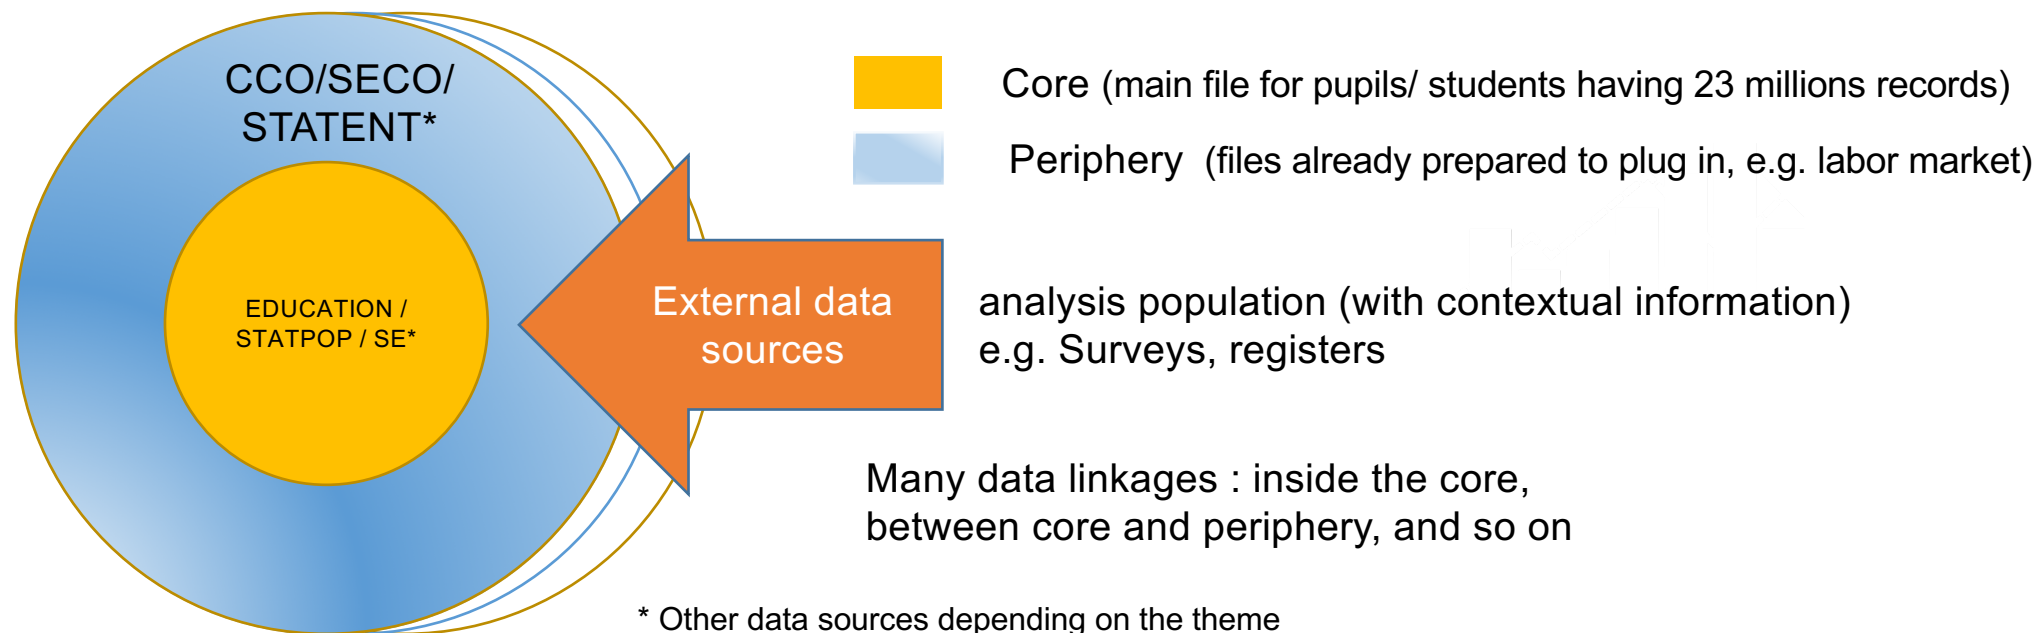 CCO/SECO/
STATENT*
EDUCATION /
STATPOP / SE*
External data
sources
Core (main file for pupils/ students having 23 millions records)
Periphery (files already prepared to plug in, e.g. labor market)
analysis population (with contextual information)
e.g. Surveys, registers
Many data linkages : inside the core,
between core and periphery, and so on
* Other data sources depending on the theme